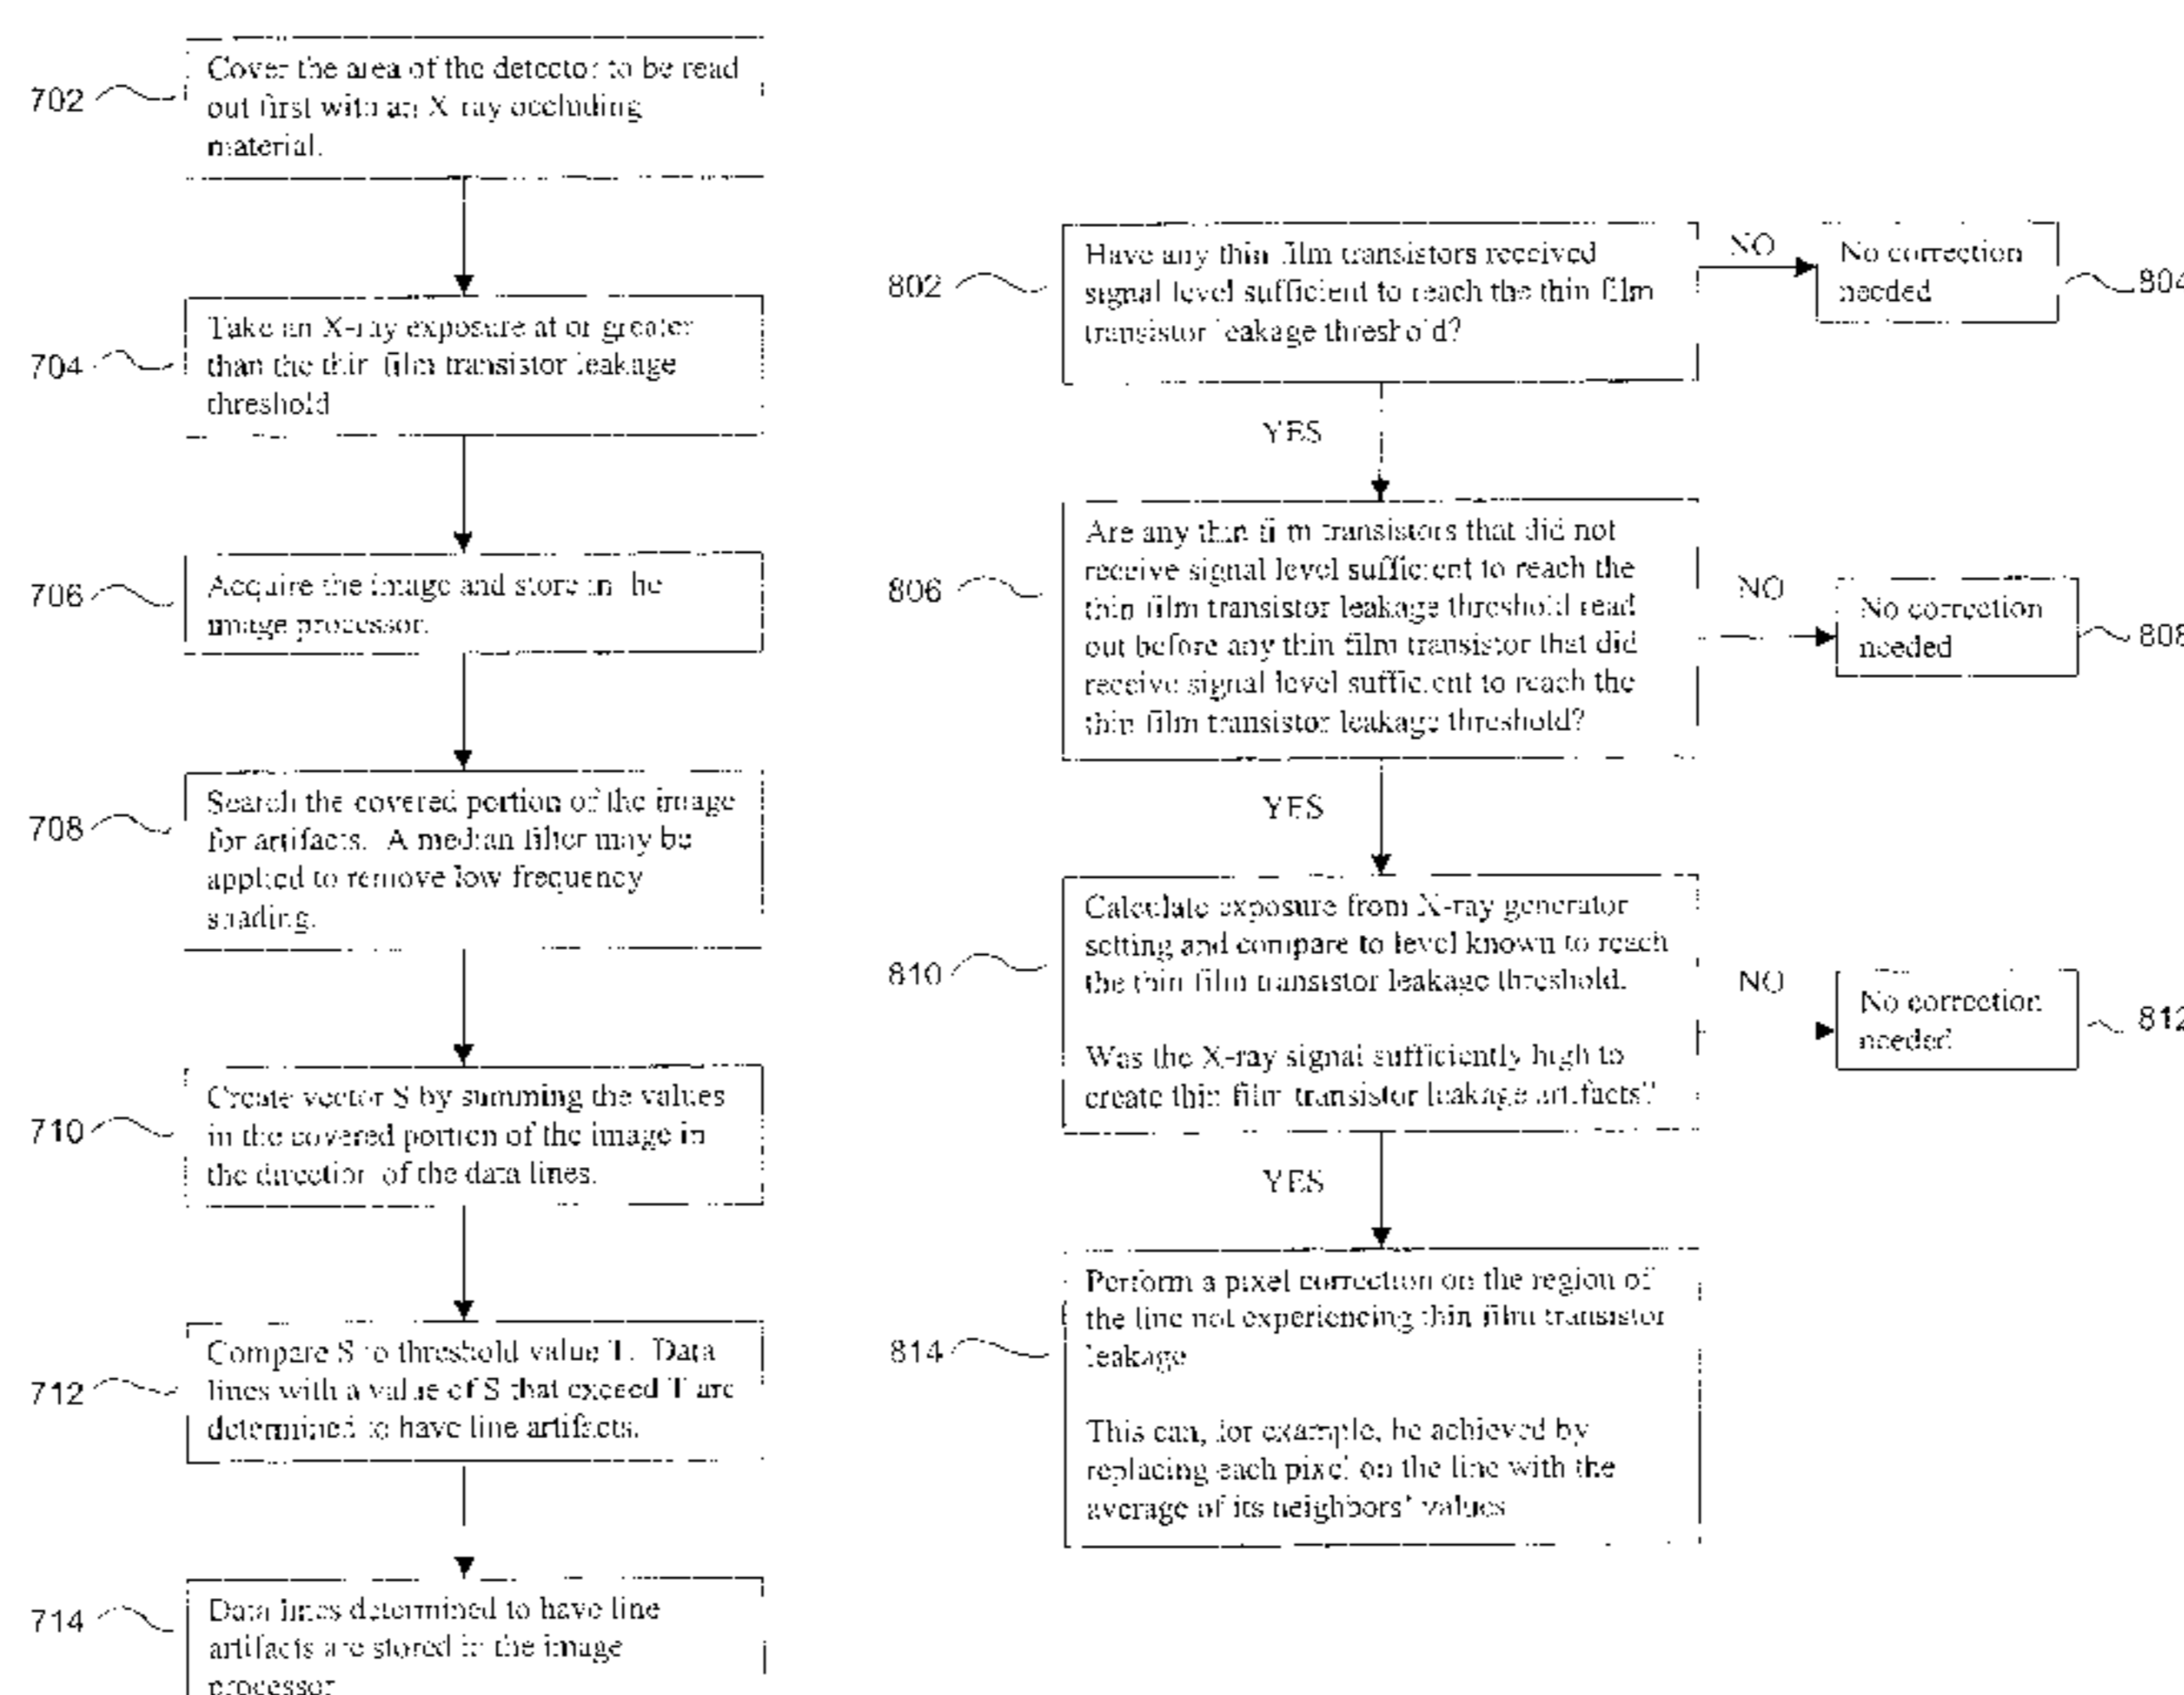 702
Cover the area of the detector to be read
out first with an X-ray occluding
material.
704
Take an X-ray exposure at or greater
than the thin film transistor leakage
threshold
706
Acquire the image and store in the
image processor.
708
Search the covered portion of the image
for artifacts. A median filter may be
applied to remove low frequency
shading.
710
Create vector S by summing the values
in the covered portion of the image in
the direction of the data lines.
712
Compare S to threshold value T. Data
lines with a value of S that exceed T are
determined to have line artifacts.
714
Data lines determined to have line
artifacts are stored in the image
processor
802
Have any thin film transistors received
signal level sufficient to reach the thin film
transistor leakage threshold?
NO
No correction
needed
804
YES
806
Are any thin film transistors that did not
receive signal level sufficient to reach the
thin film transistor leakage threshold read
out before any thin film transistor that did
receive signal level sufficient to reach the
thin film transistor leakage threshold?
NO
No correction
needed
808
YES
810
Calculate exposure from X-ray generator
setting and compare to level known to reach
the thin film transistor leakage threshold.
Was the X-ray signal sufficiently high to
create thin film transistor leakage artifacts?
NO
No correction
needed
812
YES
814
Perform a pixel correction on the region of
the line not experiencing thin film transistor
leakage
This can, for example, be achieved by
replacing each pixel on the line with the
average of its neighbors' values